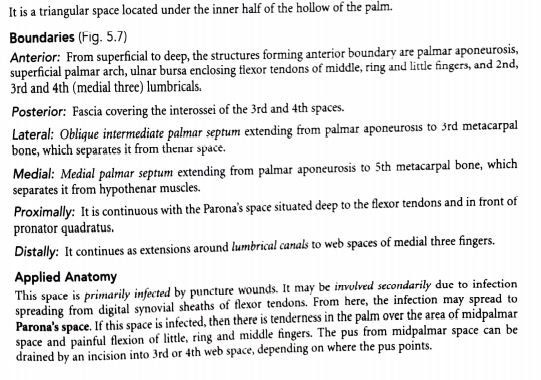 It is a triangular space located under the inner half of the hollow of the palm.
Boundaries (Fig. 5.7)
Anterior: From superficial to deep, the structures forming anterior boundary are palmar aponeurosis,
superficial palmar arch, ulnar bursa enclosing flexor tendons of middle, ring and little fingers, and 2nd,
3rd and 4th (medial three) lumbricals.
Posterior: Fascia covering the interossei of the 3rd and 4th spaces.
Lateral: Oblique intermediate palmar septum extending from palmar aponeurosis to 3rd metacarpal
bone, which separates it from thenar space.
Medial: Medial palmar septum extending from palmar aponeurosis to 5th metacarpal bone, which
separates it from hypothenar muscles.
Proximally: It is continuous with the Parona's space situated deep to the flexor tendons and in front of
pronator quadratus.
Distally: It continues as extensions around lumbrical canals to web spaces of medial three fingers.
Applied Anatomy
This space is primarily infected by puncture wounds. It may be involved secondarily due to infection
spreading from digital synovial sheaths of flexor tendons. From here, the infection may spread to
Parona's space. If this space is infected, then there is tenderness in the palm over the area of midpalmar
space and painful flexion of little, ring and middle fingers. The pus from midpalmar space can be
drained by an incision into 3rd or 4th web space, depending on where the pus points.